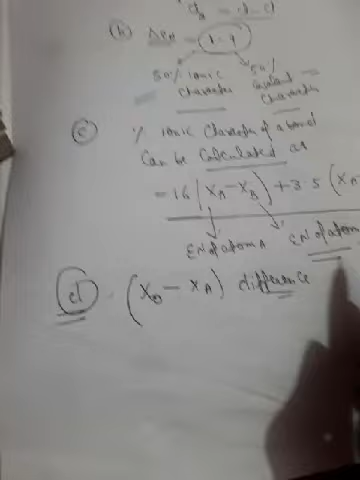 (b) ΔEN = 1.7
50% ionic character
50% covalent character
(c) % ionic Character of a bond
Can be Calculated as
= 16 |XA - XB| + 3.5 (XA
EN of atom A EN of atom
(d) (XB - XA) difference